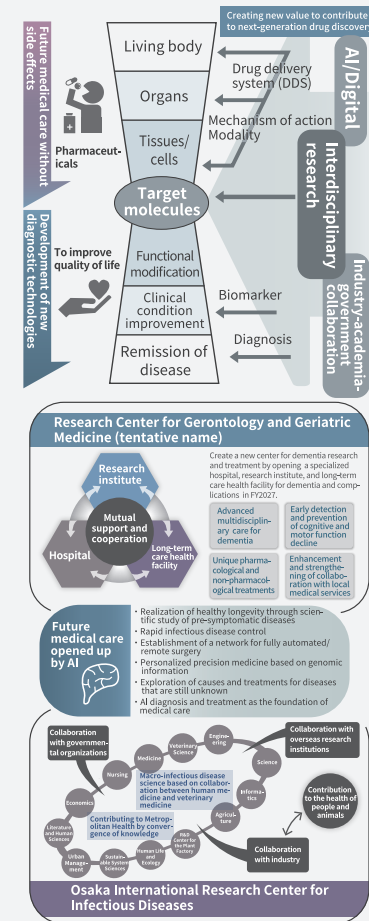 Creating new value to contribute
to next-generation drug discovery
Future medical care without
side effects
Pharmaceut-
icals
Living body
Organs
Tissues/
cells
Target
molecules
Functional
modification
Clinical
condition
improvement
Remission of
disease
Drug delivery
system (DDS)
Mechanism of action
Modality
Biomarker
Diagnosis
AI/Digital
Interdisciplinary
research
Industry-academia-
government
collaboration
Development of new
diagnostic technologies
To improve
quality of life
Research Center for Gerontology and Geriatric
Medicine (tentative name)
Research
institute
Mutual
support and
cooperation
Hospital
Long-term
care health
facility
Create a new center for dementia research
and treatment by opening a specialized
hospital, research institute, and long-term
care health facility for dementia and comp-
lications in FY2027.
Advanced
multidisciplin-
ary care for
dementia
Early detection
and prevention
of cognitive and
motor function
decline
Unique pharma-
cological and
non-pharmacol-
ogical treatments
Enhancement
and strengthe-
ning of collabo-
ration with local
medical services
Future
medical care
opened up
by AI
• Realization of healthy longevity through scien-
tific study of pre-symptomatic diseases
• Rapid infectious disease control
• Establishment of a network for fully automated/
remote surgery
• Personalized precision medicine based on genomic
information
• Exploration of causes and treatments for diseases
that are still unknown
• AI diagnosis and treatment as the foundation of
medical care
Collaboration
with governmen-
tal organizations
Collaboration with
overseas research
institutions
Engine-
ering
Veterinary
Science
Medicine
Science
Nursing
Informa-
tics
Economics
Agricul-
ture
Literature and
Human
Sciences
R&D
Center for
the Plant
Factory
Urban
Manage-
ment
Sustain-
able System
Sciences
Human Life
and
Ecology
Macro-infectious disease
science based on collabor-
ation between human me-
dicine and veterinary
medicine
Contributing to Metrop-
olitan Health by conver-
gence of knowledge
Contribution
to the health of
people and
animals
Collaboration
with industry
Osaka International Research Center for
Infectious Diseases